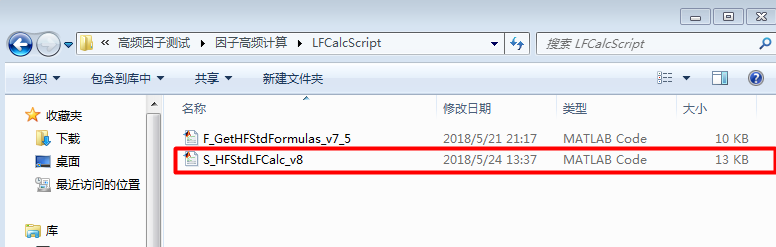 « 高频因子测试 › 因子高频计算 › LFCalcScript
搜索 LFCalcScript
组织 包含到库中 共享 新建文件夹
收藏夹
下载
桌面
最近访问的位置
库
名称 修改日期 类型 大小
F_GetHFStdFormulas_v7_5 2018/5/21 21:17 MATLAB Code 10 KB
S_HFStdLFCalc_v8 2018/5/24 13:37 MATLAB Code 13 KB